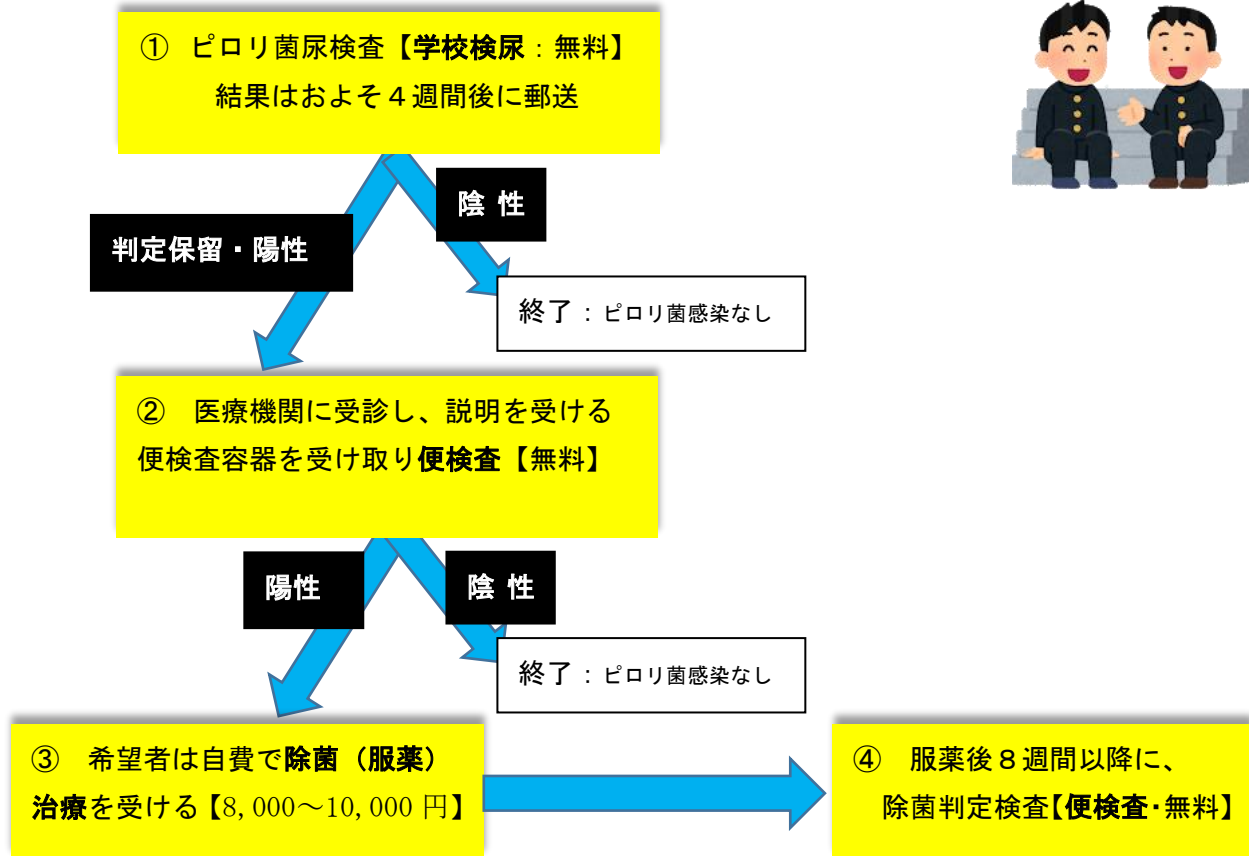 ① ピロリ菌尿検査【学校検尿：無料】
結果はおよそ４週間後に郵送
陰 性
判定保留・陽性
終了：ピロリ菌感染なし
② 医療機関に受診し、説明を受ける
便検査容器を受け取り便検査【無料】
陽性
陰 性
終了：ピロリ菌感染なし
③ 希望者は自費で除菌（服薬）
治療を受ける【8,000～10,000 円】
④ 服薬後８週間以降に、
除菌判定検査【便検査・無料】